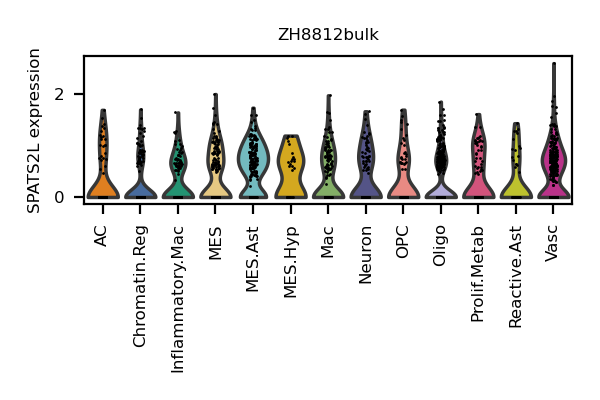 ZH8812bulk
SPATS2L expression
2
0
AC
Chromatin.Reg
Inflammatory.Mac
MES
MES.Ast
MES.Hyp
Mac
Neuron
OPC
Oligo
Prolif.Metab
Reactive.Ast
Vasc